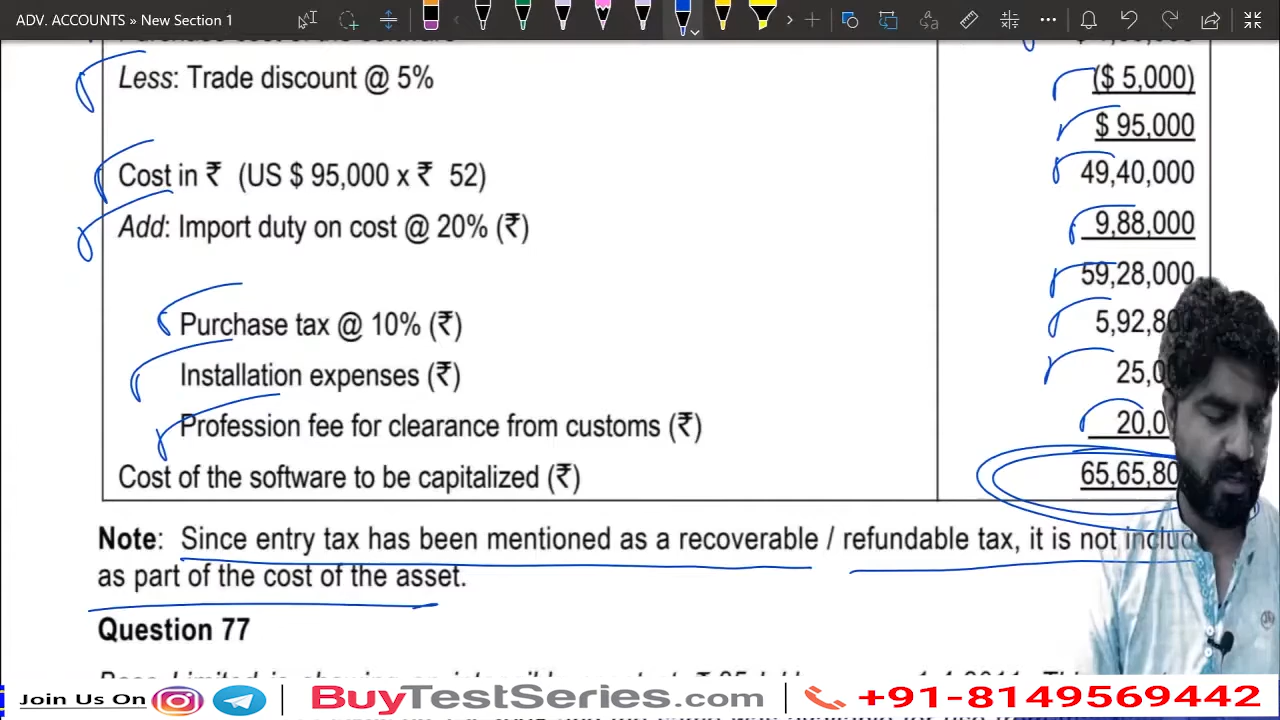 ADV. ACCOUNTS » New Section 1
Less: Trade discount @ 5% ($ 5,000)
$ 95,000
Cost in ₹ (US $ 95,000 x ₹ 52) 49,40,000
Add: Import duty on cost @ 20% (₹) 9,88,000
59,28,000
Purchase tax @ 10% (₹) 5,92,800
Installation expenses (₹)
Profession fee for clearance from customs (₹)
Cost of the software to be capitalized (₹)
Note: Since entry tax has been mentioned as a recoverable / refundable tax, it is not
as part of the cost of the asset.
Question 77
Join Us On BuyTestSeries.com +91-8149569442